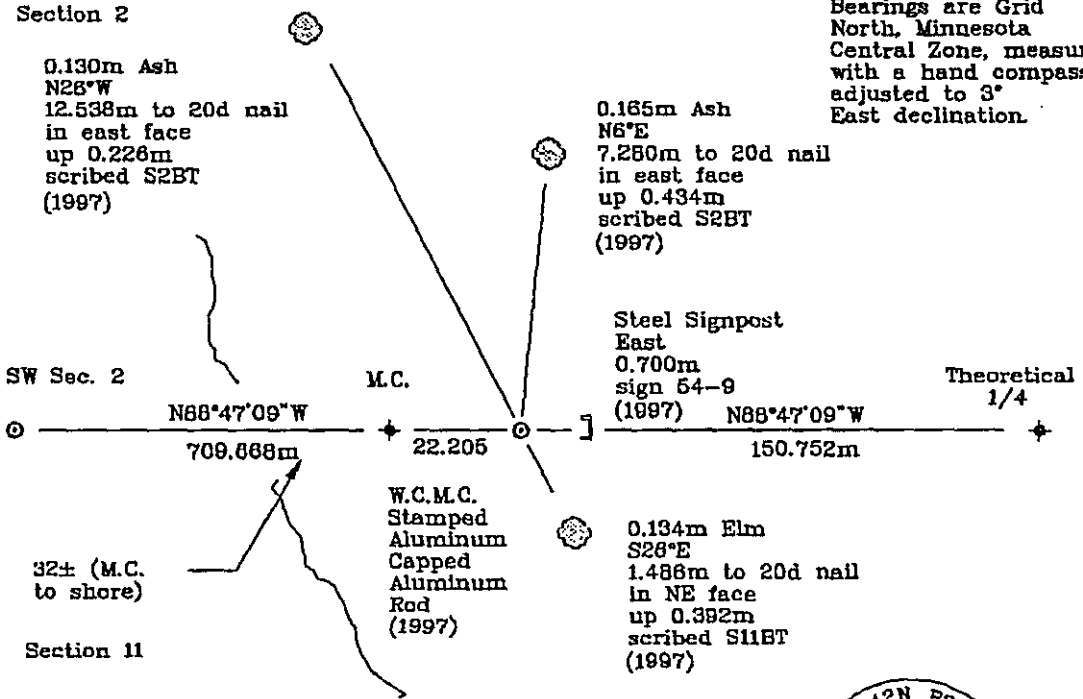 Section 2
Bearings are Grid
North, Minnesota
Central Zone, measu
with a hand compass
adjusted to 3°
East declination.
0.130m Ash
N26°W
12.538m to 20d nail
in east face
up 0.226m
scribed S2BT
(1997)
0.165m Ash
N6°E
7.280m to 20d nail
in east face
up 0.434m
scribed S2BT
(1997)
Steel Signpost
East
0.700m
sign 54-9
(1997)
SW Sec. 2
M.C.
Theoretical
1/4
N88°47'09"W
N88°47'09"W
709.668m
22.205
150.752m
W.C.M.C.
Stamped
Aluminum
Capped
Aluminum
Rod
(1997)
0.134m Elm
S26°E
1.486m to 20d nail
in NE face
up 0.392m
scribed S11BT
(1997)
32± (M.C.
to shore)
Section 11